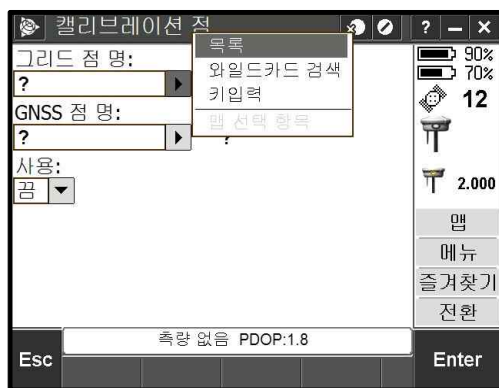 캘리브레이션 점
? – ×
목록
와일드카드 검색
키입력
맵 선택 항목
그리드 점 명:
?
GNSS 점 명:
?
?
사용:
끔
90%
70%
12
2.000
맵
메뉴
즐겨찾기
전환
측량 없음 PDOP:1.8
Esc
Enter